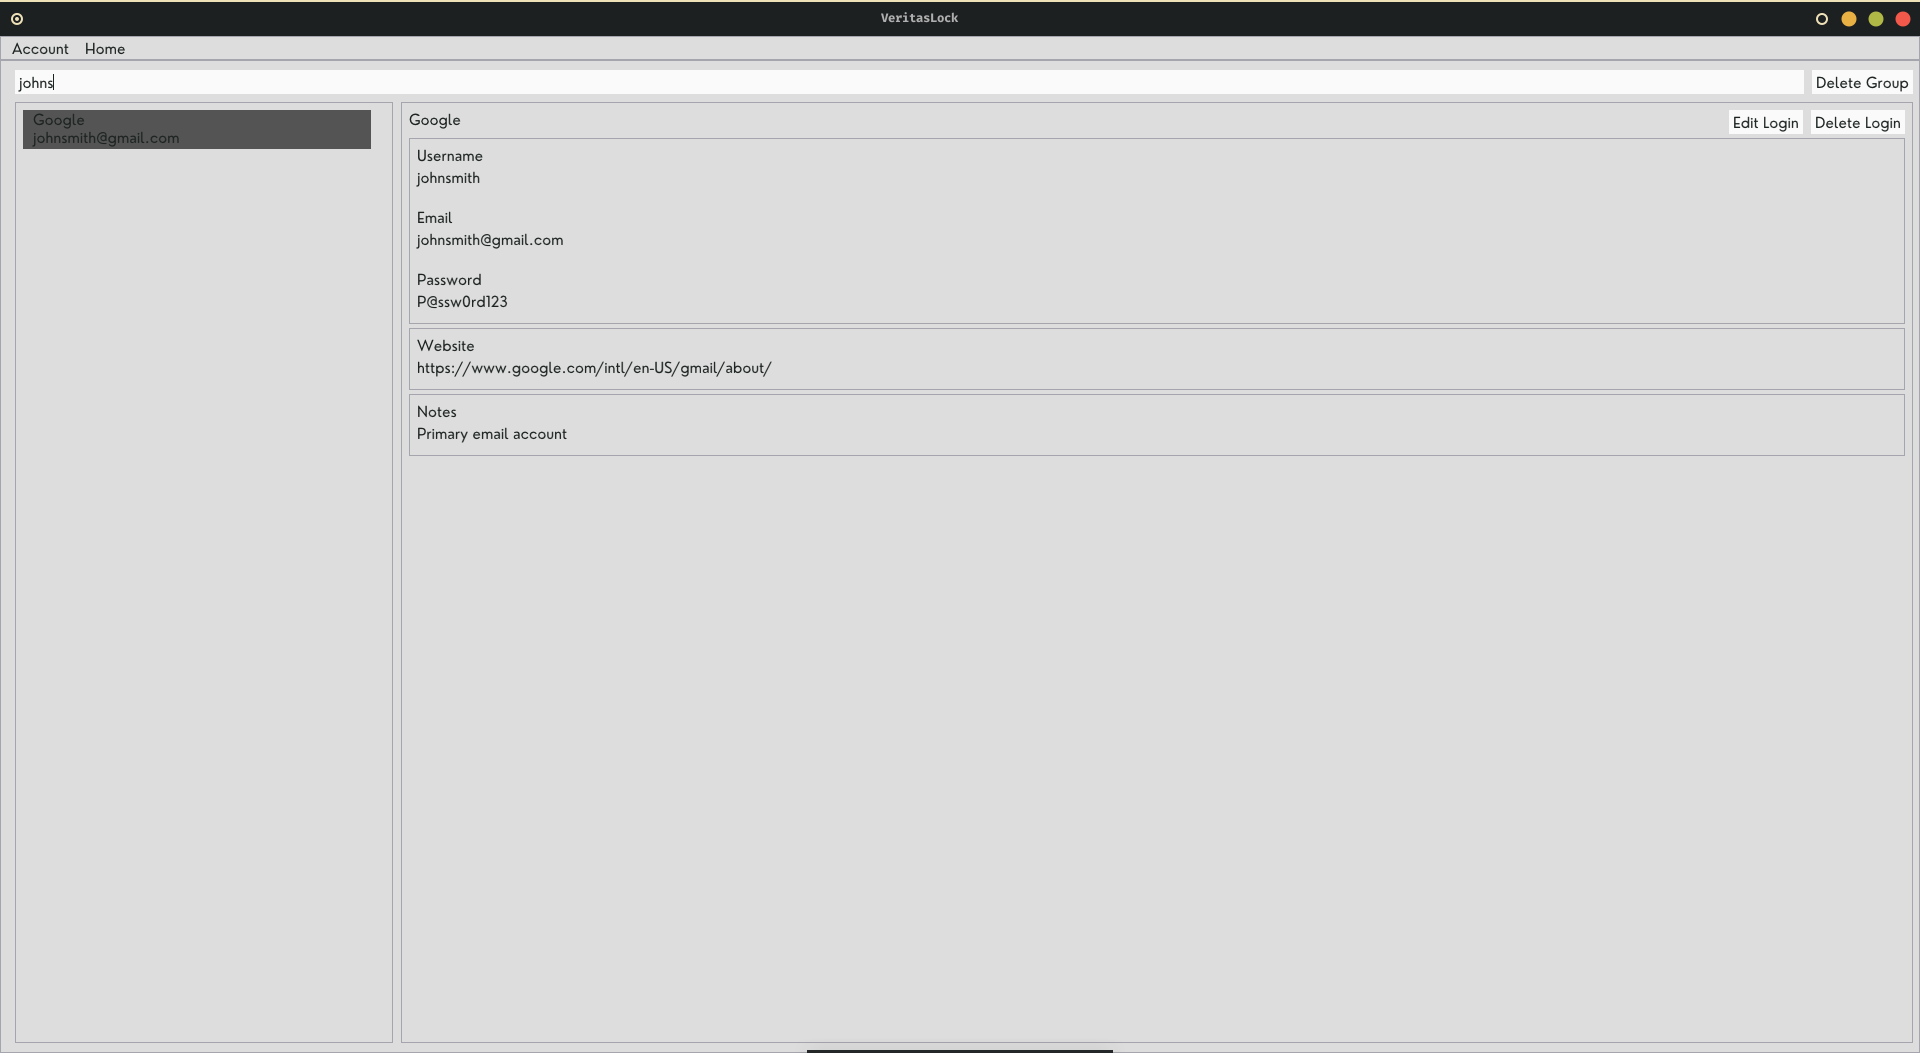 VeritasLock
Account Home
johns
Delete Group
Google
johnsmith@gmail.com
Google
Edit Login
Delete Login
Username
johnsmith
Email
johnsmith@gmail.com
Password
P@ssw0rd123
Website
https://www.google.com/intl/en-US/gmail/about/
Notes
Primary email account